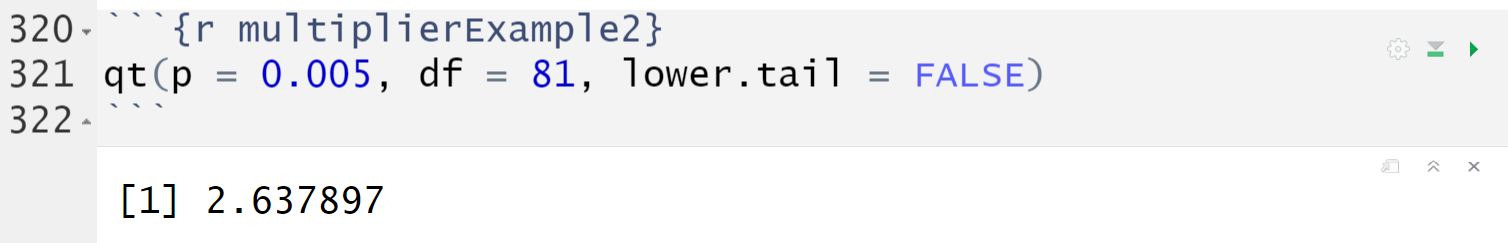 320 ```{r multiplierExample2}
321 qt(p = 0.005, df = 81, lower.tail = FALSE)
322 ```
[1] 2.637897